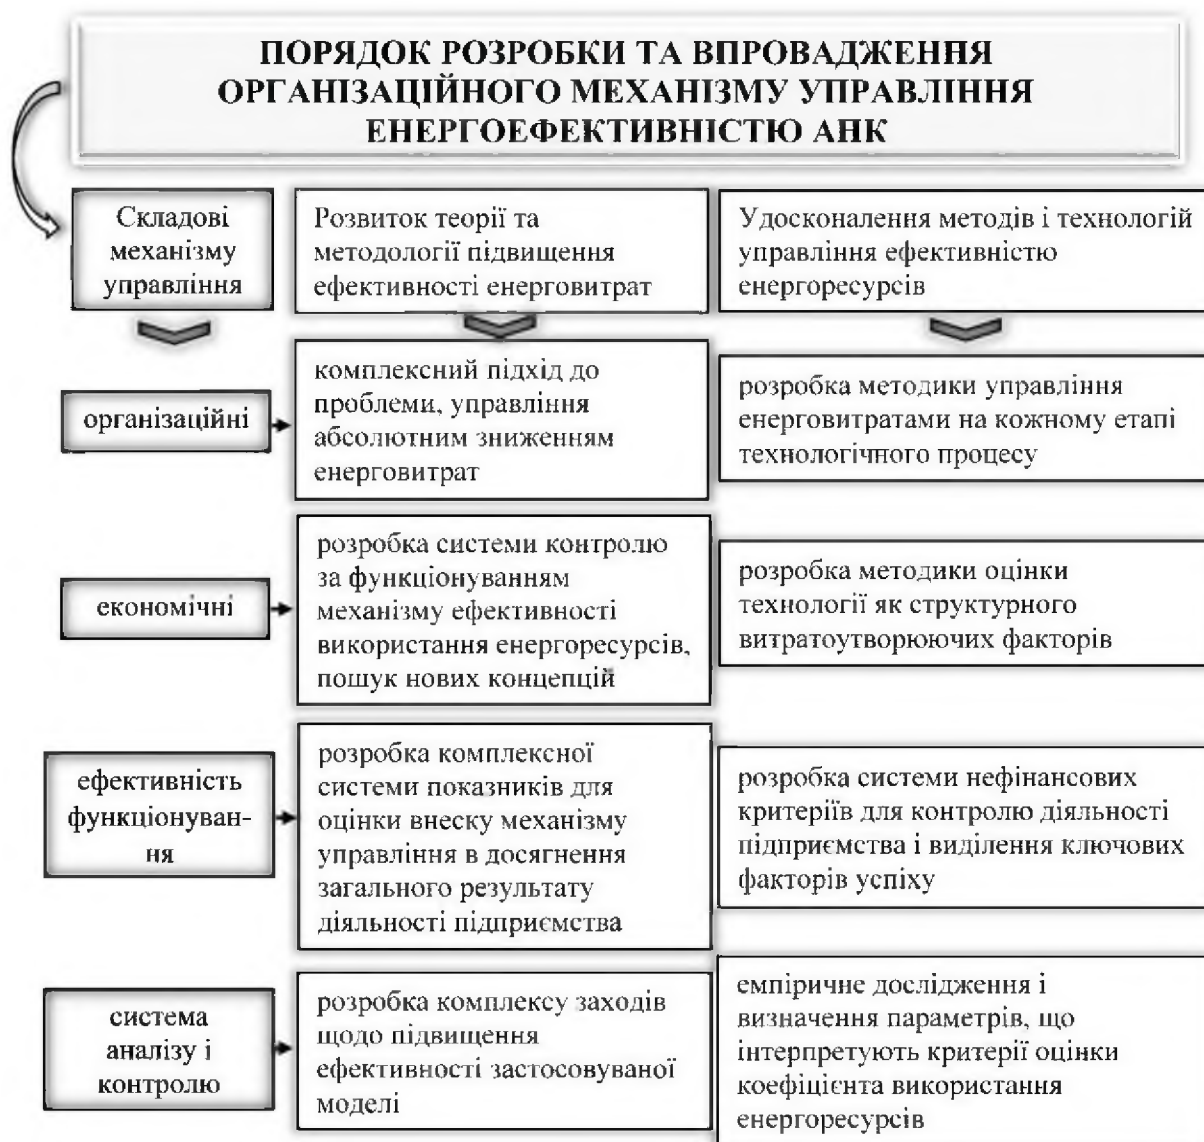 ПОРЯДОК РОЗРОБКИ ТА ВПРОВАДЖЕННЯ
ОРГАНІЗАЦІЙНОГО МЕХАНІЗМУ УПРАВЛІННЯ
ЕНЕРГОЕФЕКТИВНІСТЮ АНК
Складові
механізму
управління
Розвиток теорії та
методології підвищення
ефективності енерговитрат
Удосконалення методів і технологій
управління ефективністю
енергоресурсів
організаційні
комплексний підхід до
проблеми, управління
абсолютним зниженням
енерговитрат
розробка методики управління
енерговитратами на кожному етапі
технологічного процесу
економічні
розробка системи контролю
за функціонуванням
механізму ефективності
використання енергоресурсів,
пошук нових концепцій
розробка методики оцінки
технології як структурного
витратоутворюючих факторів
ефективність
функціонуван-
ня
розробка комплексної
системи показників для
оцінки внеску механізму
управління в досягнення
загального результату
діяльності підприємства
розробка системи нефінансових
критеріїв для контролю діяльності
підприємства і виділення ключових
факторів успіху
система
аналізу і
контролю
розробка комплексу заходів
щодо підвищення
ефективності застосовуваної
моделі
емпіричне дослідження і
визначення параметрів, що
інтерпретують критерії оцінки
коефіцієнта використання
енергоресурсів